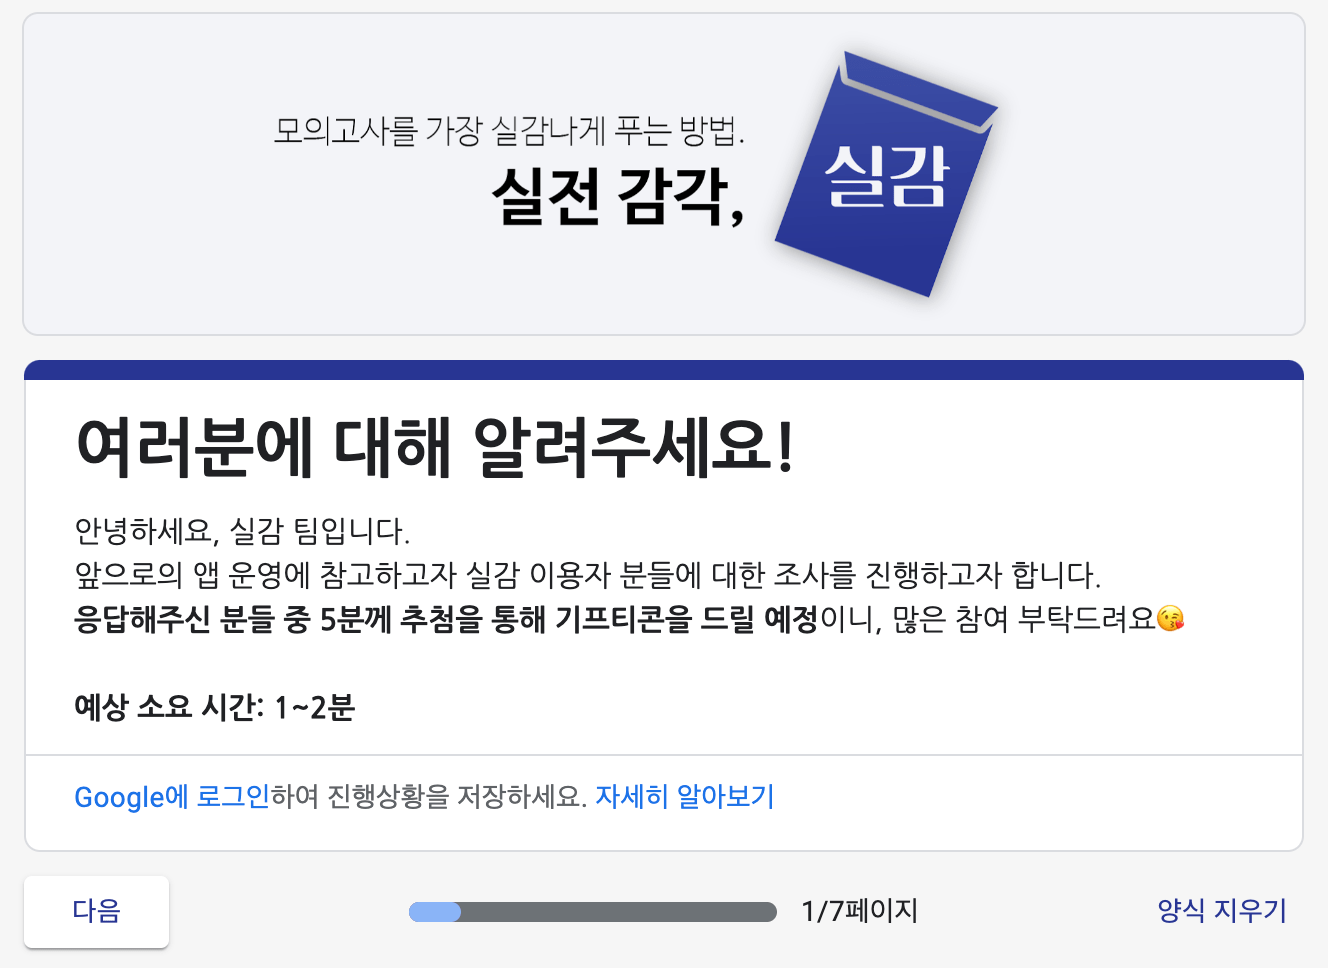 모의고사를 가장 실감나게 푸는 방법.
실전 감각,
실감
여러분에 대해 알려주세요!
안녕하세요, 실감 팀입니다.
앞으로의 앱 운영에 참고하고자 실감 이용자 분들에 대한 조사를 진행하고자 합니다.
응답해주신 분들 중 5분께 추첨을 통해 기프티콘을 드릴 예정이니, 많은 참여 부탁드려요😘
예상 소요 시간: 1~2분
Google에 로그인하여 진행상황을 저장하세요. 자세히 알아보기
다음
1/7페이지
양식 지우기